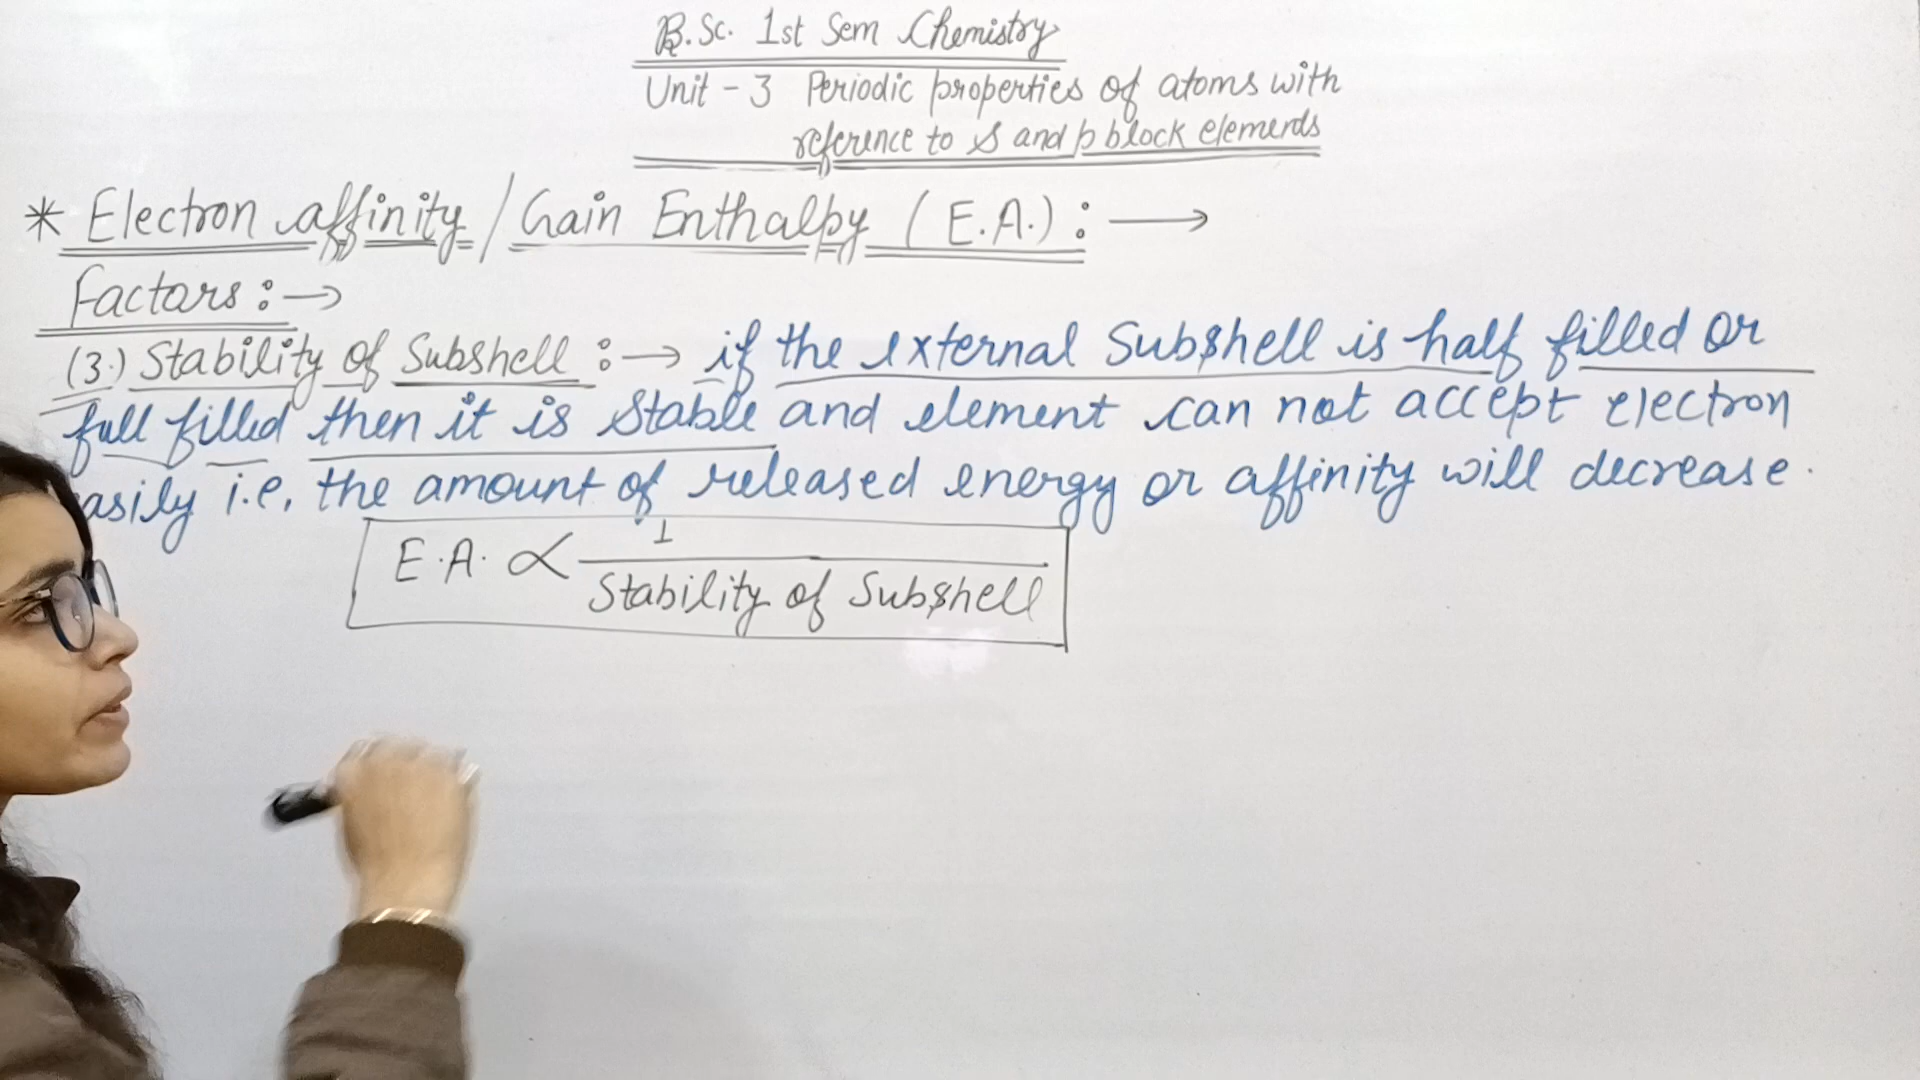 B.Sc. 1st Sem Chemistry
Unit - 3 Periodic properties of atoms with
reference to s and p block elements
* Electron affinity / Gain Enthalpy ( E.A.) : ⟶
Factors : →
(3.) Stability of Subshell : → if the external Subshell is half filled or
full filled then it is Stable and element can not accept electron
asily i.e, the amount of released energy or affinity will decrease.
E.A. ∝ 1
Stability of Subshell